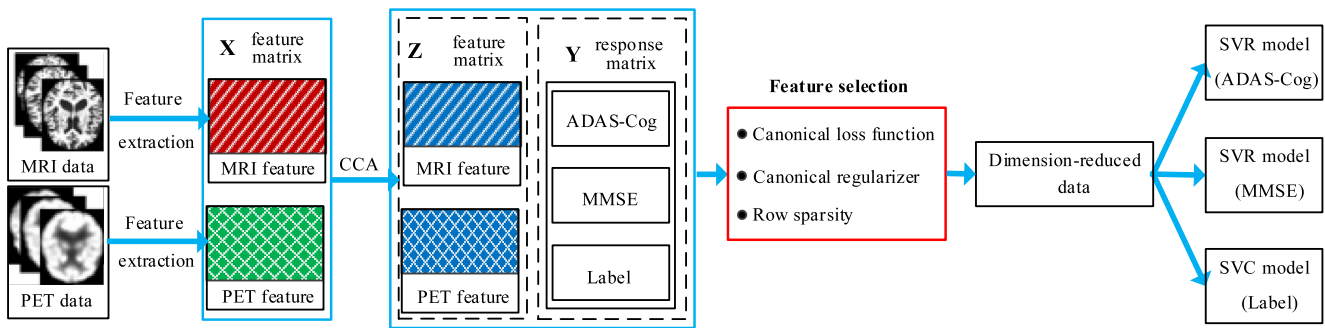 MRI data
PET data
Feature
extraction
Feature
extraction
X feature
matrix
MRI feature
PET feature
CCA
Z feature
matrix
MRI feature
PET feature
Y response
matrix
ADAS-Cog
MMSE
Label
Feature selection
Canonical loss function
Canonical regularizer
Row sparsity
Dimension-reduced
data
SVR model
(ADAS-Cog)
SVR model
(MMSE)
SVC model
(Label)